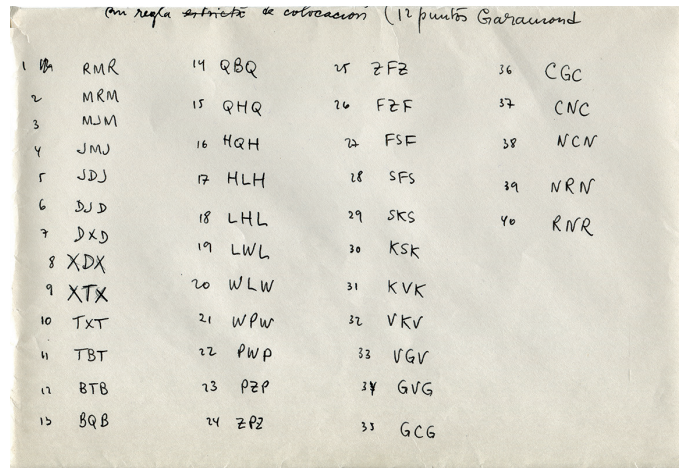 con regla estricta de colocación (12 puntos Garamond
1 RMR
2 MRM
3 MJM
4 JMJ
5 JDJ
6 DJD
7 DXD
8 XDX
9 XTX
10 TXT
11 TBT
12 BTB
13 BQB
14 QBQ
15 QHQ
16 HQH
17 HLH
18 LHL
19 LWL
20 WLW
21 WPW
22 PWP
23 PZP
24 ZPZ
25 ZFZ
26 FZF
27 FSF
28 SFS
29 SKS
30 KSK
31 KVK
32 VKV
33 VGV
34 GVG
35 GCG
36 CGC
37 CNC
38 NCN
39 NRN
40 RNR